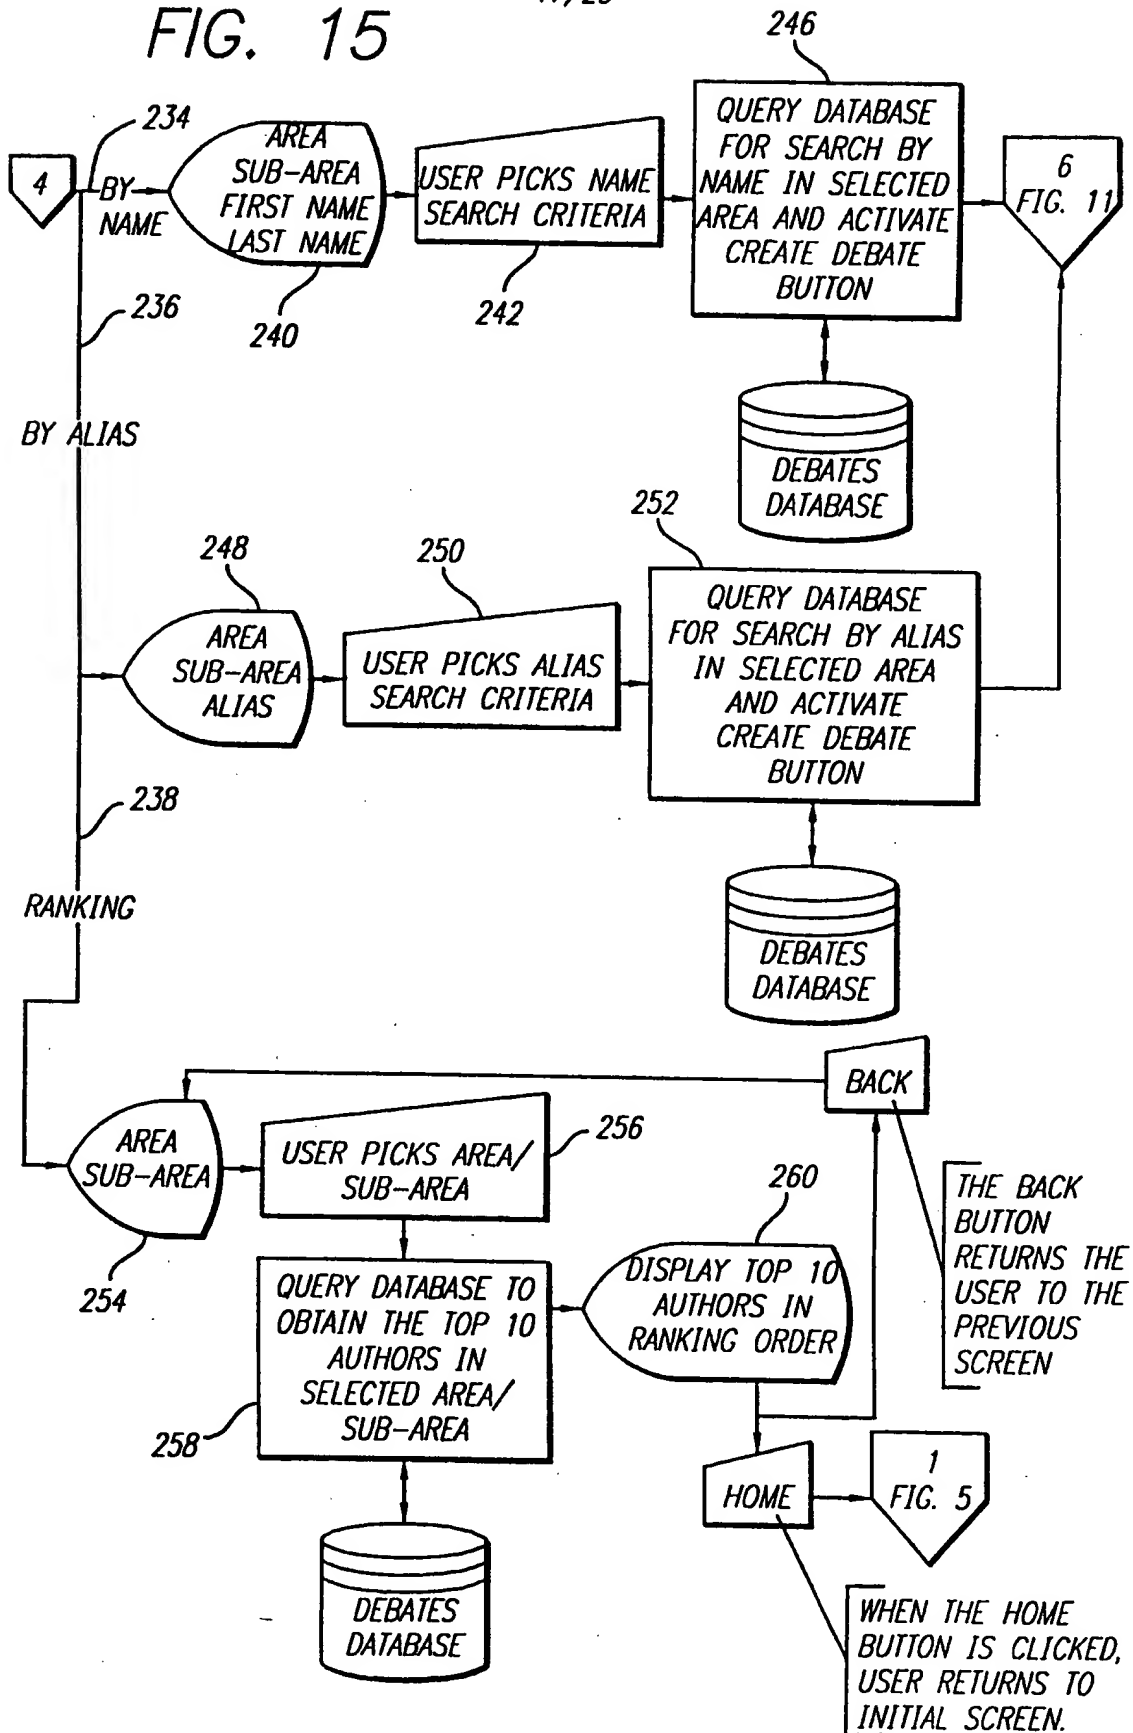 FIG. 15
246
234
4
BY
NAME
AREA
SUB-AREA
FIRST NAME
LAST NAME
240
USER PICKS NAME
SEARCH CRITERIA
242
QUERY DATABASE
FOR SEARCH BY
NAME IN SELECTED
AREA AND ACTIVATE
CREATE DEBATE
BUTTON
6
FIG. 11
DEBATES
DATABASE
236
BY ALIAS
248
AREA
SUB-AREA
ALIAS
250
USER PICKS ALIAS
SEARCH CRITERIA
252
QUERY DATABASE
FOR SEARCH BY ALIAS
IN SELECTED AREA
AND ACTIVATE
CREATE DEBATE
BUTTON
DEBATES
DATABASE
238
RANKING
BACK
AREA
SUB-AREA
254
USER PICKS AREA/
SUB-AREA
256
THE BACK
BUTTON
RETURNS THE
USER TO THE
PREVIOUS
SCREEN
QUERY DATABASE TO
OBTAIN THE TOP 10
AUTHORS IN
SELECTED AREA/
SUB-AREA
258
260
DISPLAY TOP 10
AUTHORS IN
RANKING ORDER
HOME
1
FIG. 5
DEBATES
DATABASE
WHEN THE HOME
BUTTON IS CLICKED,
USER RETURNS TO
INITIAL SCREEN.